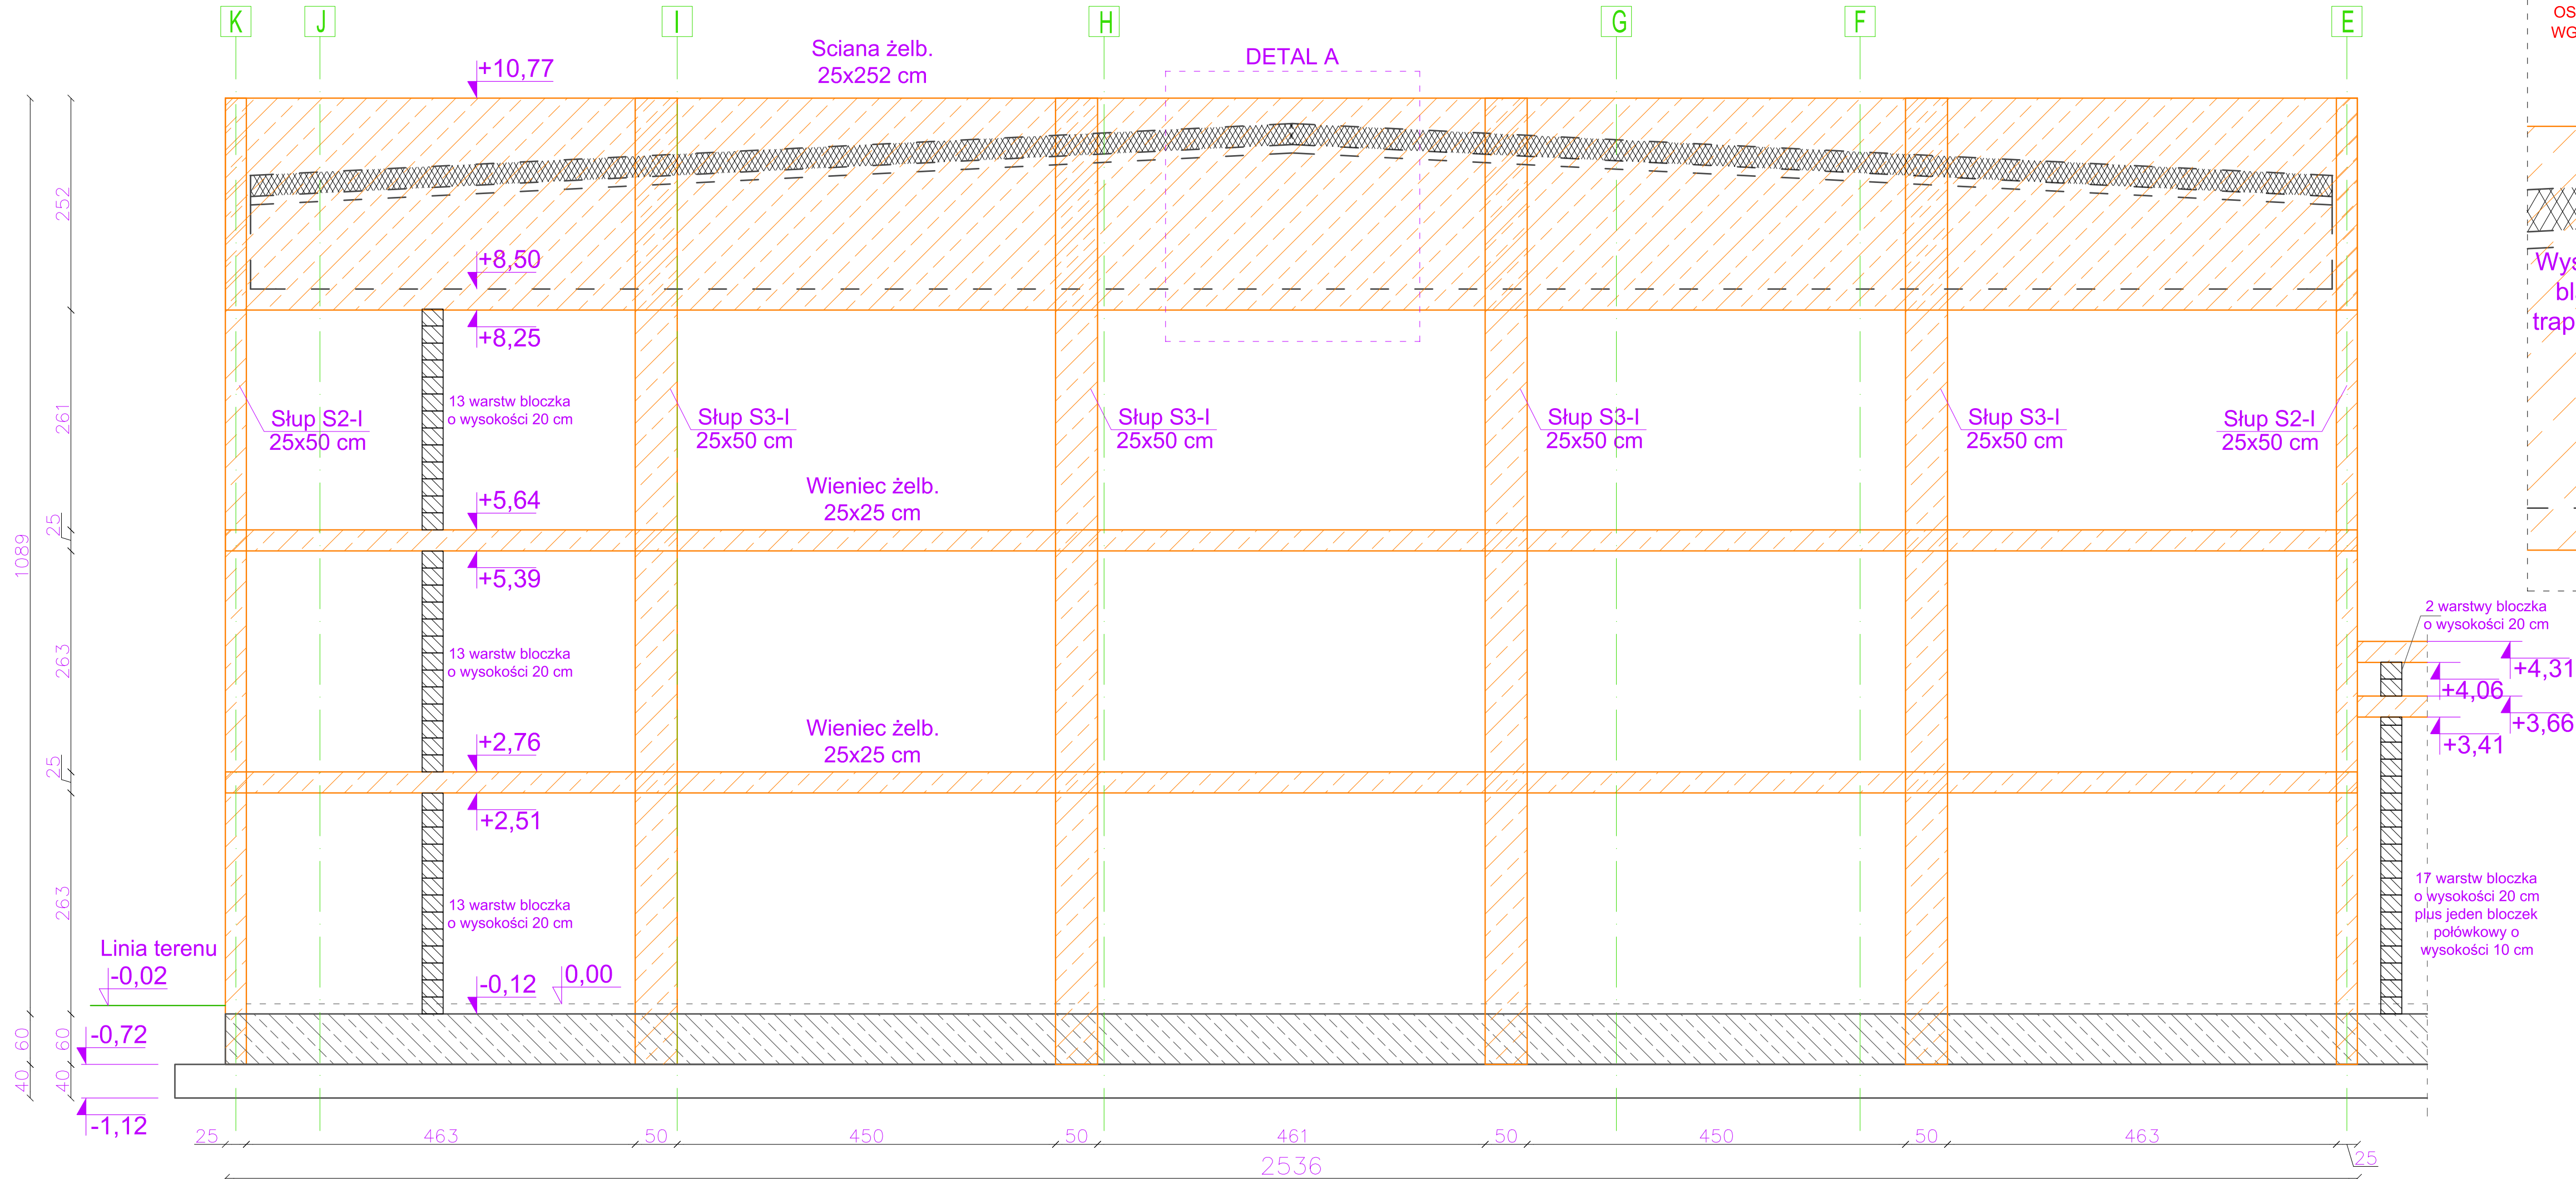 K
J
I
H
G
F
E
OS
WG
+10,77
Sciana żelb.
25x252 cm
DETAL A
252
+8,50
+8,25
Wys
bl
trap
261
13 warstw bloczka
o wysokości 20 cm
Słup S2-I
25x50 cm
Słup S3-I
25x50 cm
Słup S3-I
25x50 cm
Słup S3-I
25x50 cm
Słup S3-I
25x50 cm
Słup S2-I
25x50 cm
Wieniec żelb.
25x25 cm
+5,64
25
1089
+5,39
2 warstwy bloczka
o wysokości 20 cm
263
13 warstw bloczka
o wysokości 20 cm
+4,31
+4,06
+3,66
+3,41
Wieniec żelb.
25x25 cm
+2,76
25
+2,51
263
13 warstw bloczka
o wysokości 20 cm
17 warstw bloczka
o wysokości 20 cm
plus jeden bloczek
połówkowy o
wysokości 10 cm
Linia terenu
-0,02
-0,12
0,00
60
60
-0,72
40
40
-1,12
25
463
50
450
50
461
50
450
50
463
25
2536